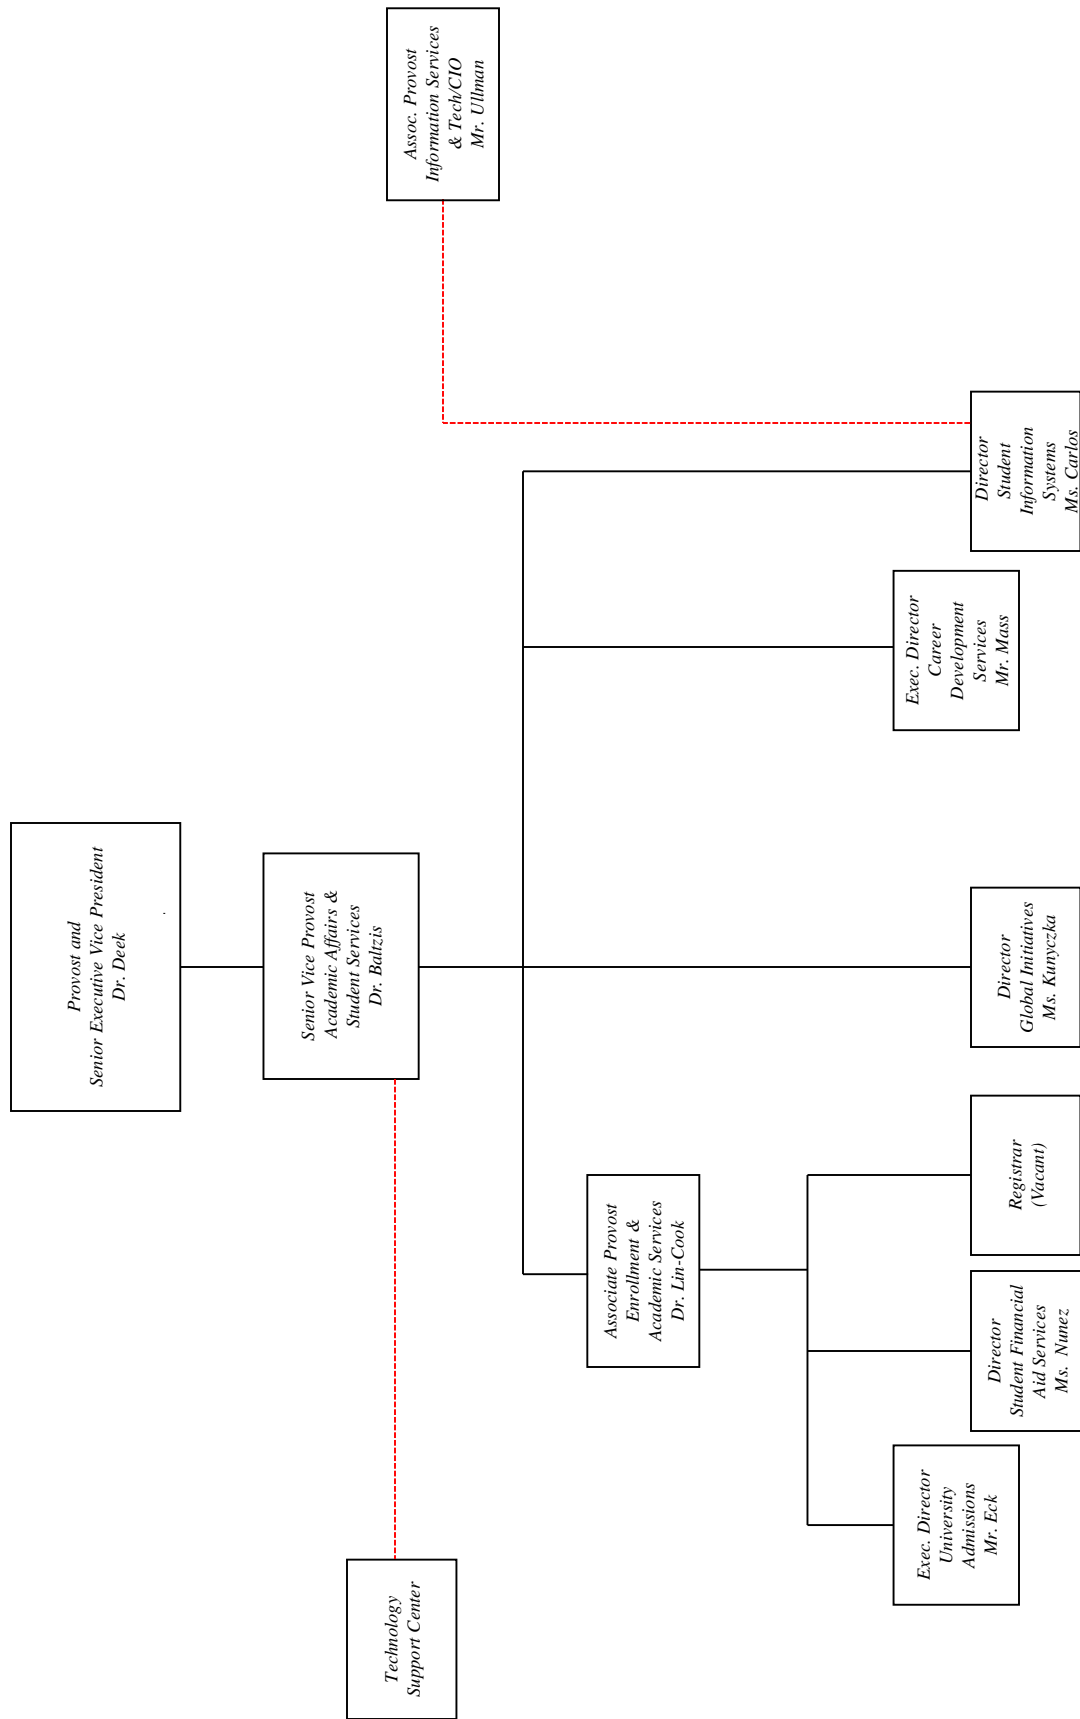 Provost and
Senior Executive Vice President
Dr. Deek
.
Senior Vice Provost
Academic Affairs &
Student Services
Dr. Baltzis
Technology
Support Center
Assoc. Provost
Information Services
& Tech/CIO
Mr. Ullman
Associate Provost
Enrollment &
Academic Services
Dr. Lin-Cook
Exec. Director
University
Admissions
Mr. Eck
Director
Student Financial
Aid Services
Ms. Nunez
Registrar
(Vacant)
Director
Global Initiatives
Ms. Kunyczka
Exec. Director
Career
Development
Services
Mr. Mass
Director
Student
Information
Systems
Ms. Carlos